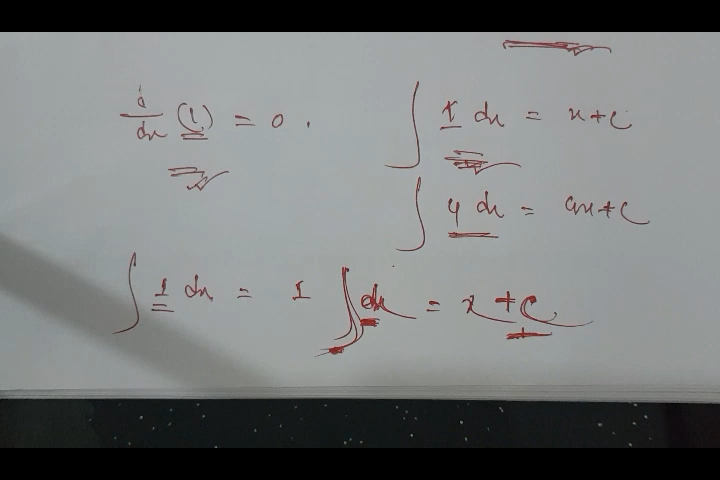 d/dx (1) = 0 .
∫ 1 dx = x + c
∫ 4 dx = 4x + c
∫ 1 dx = 1 ∫ dx = x + c